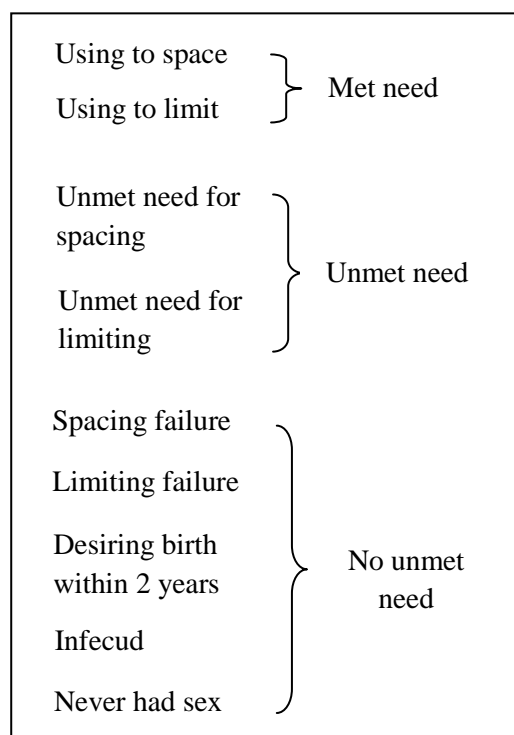 Using to space
Using to limit
Met need
Unmet need for
spacing
Unmet need for
limiting
Unmet need
Spacing failure
Limiting failure
Desiring birth
within 2 years
Infecud
Never had sex
No unmet
need